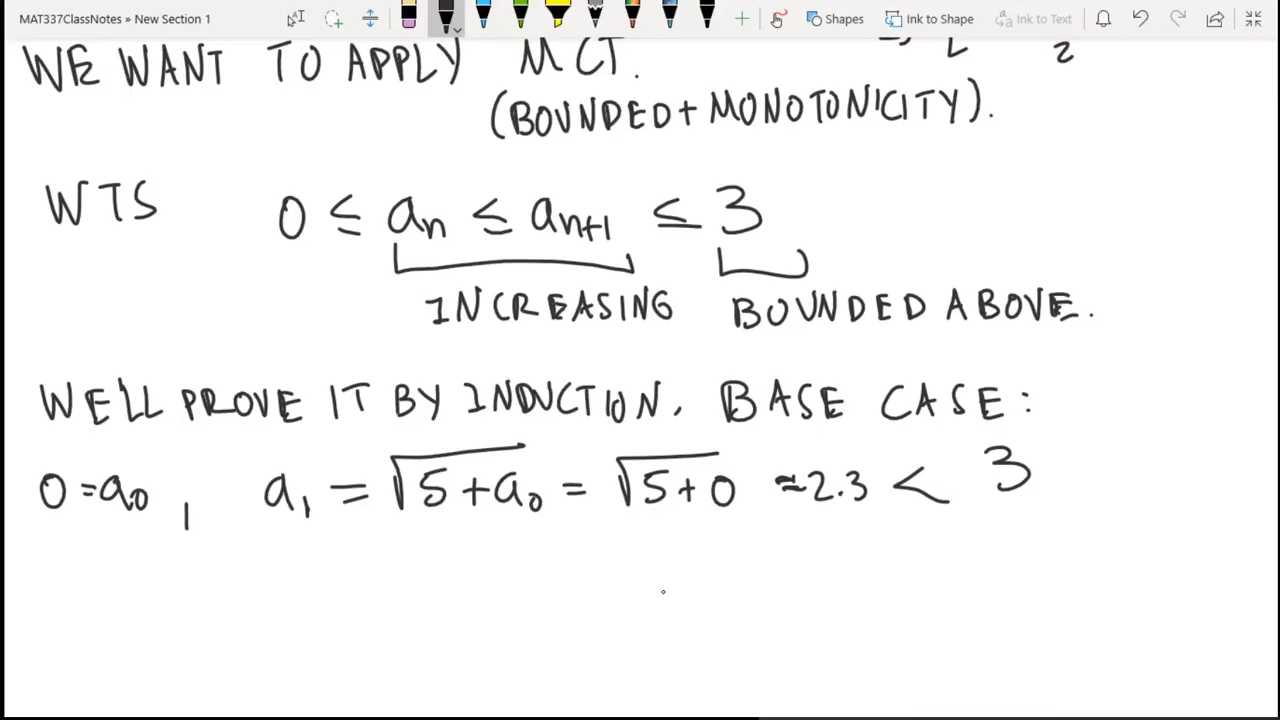 MAT337ClassNotes » New Section 1 Shapes Ink to Shape Ink to Text
WE WANT TO APPLY MCT.
(BOUNDED + MONOTONICITY).
WTS 0 ≤ aₙ ≤ aₙ₊₁ ≤ 3
INCREASING BOUNDED ABOVE.
WE'LL PROVE IT BY INDUCTION. BASE CASE:
0 = a₀, a₁ = √5+a₀ = √5+0 ≈2.3 < 3